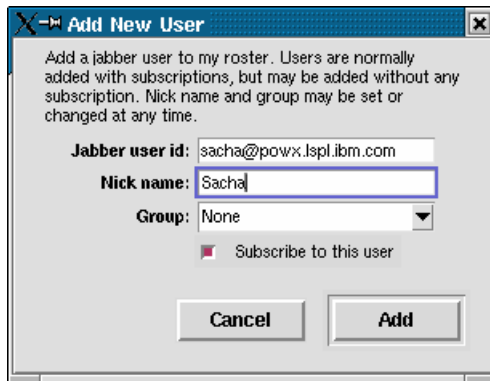 Add New User
Add a jabber user to my roster. Users are normally
added with subscriptions, but may be added without any
subscription. Nick name and group may be set or
changed at any time.
Jabber user id: sacha@powx.lspl.ibm.com
Nick name: Sacha
Group: None
Subscribe to this user
Cancel Add